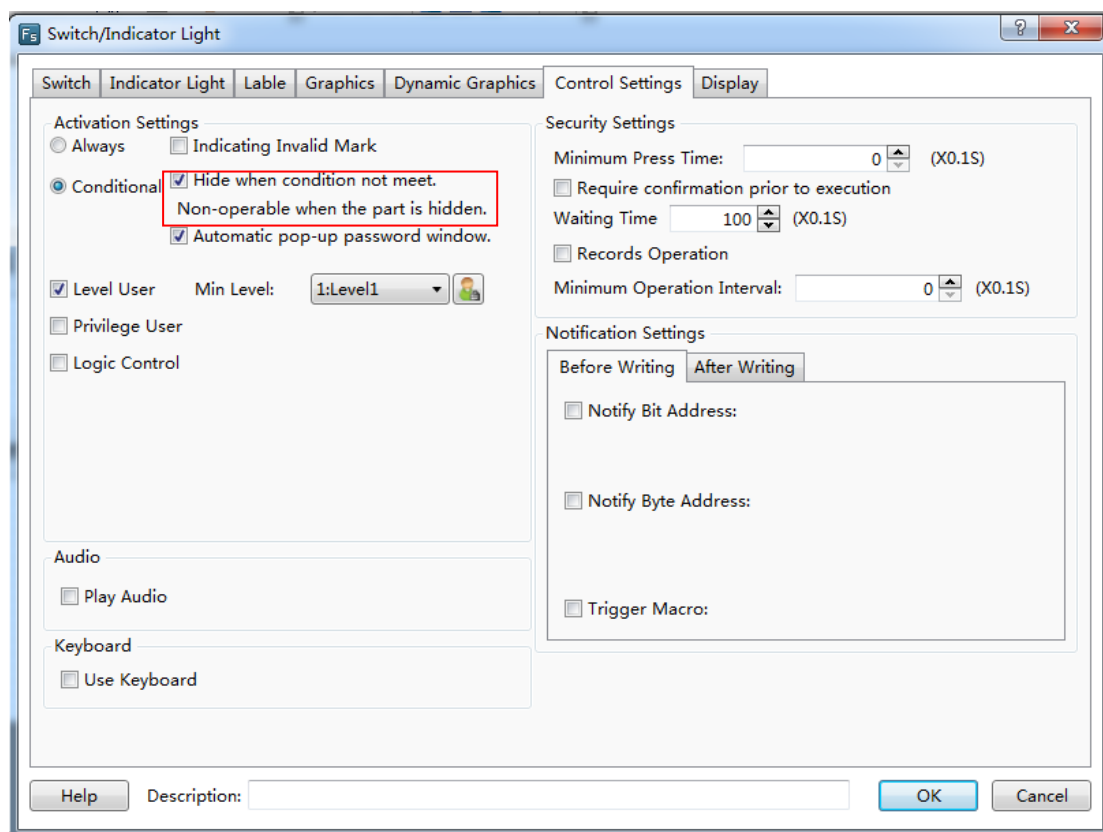 Fs Switch/Indicator Light
Switch Indicator Light Lable Graphics Dynamic Graphics Control Settings Display
Activation Settings
Always
Indicating Invalid Mark
Conditional
Hide when condition not meet.
Non-operable when the part is hidden.
Automatic pop-up password window.
Level User
Min Level:
1:Level1
Privilege User
Logic Control
Audio
Play Audio
Keyboard
Use Keyboard
Security Settings
Minimum Press Time: 0 (X0.1S)
Require confirmation prior to execution
Waiting Time 100 (X0.1S)
Records Operation
Minimum Operation Interval: 0 (X0.1S)
Notification Settings
Before Writing After Writing
Notify Bit Address:
Notify Byte Address:
Trigger Macro:
Help
Description:
OK
Cancel